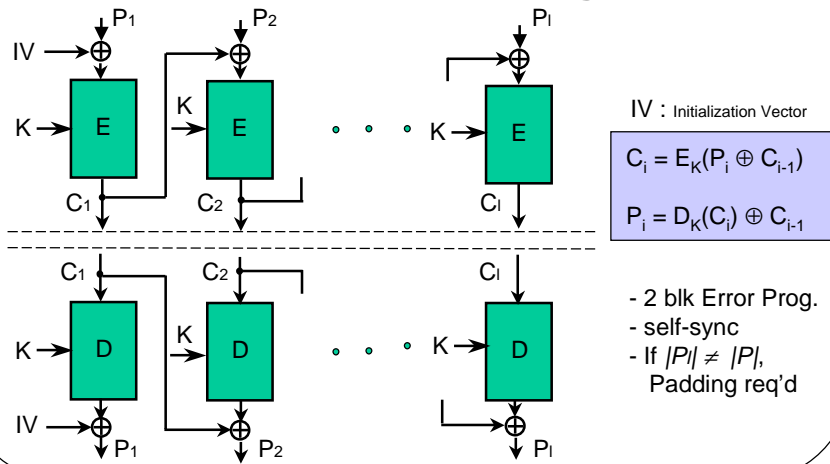 P1 P2 Pl
IV
K E K E K E
C1 C2 Cl
C1 C2 Cl
K D K D K D
IV
P1 P2 Pl
IV : Initialization Vector
Ci = EK(Pi ⊕ Ci-1)
Pi = DK(Ci) ⊕ Ci-1
- 2 blk Error Prog.
- self-sync
- If |Pl| ≠ |P|,
Padding req'd